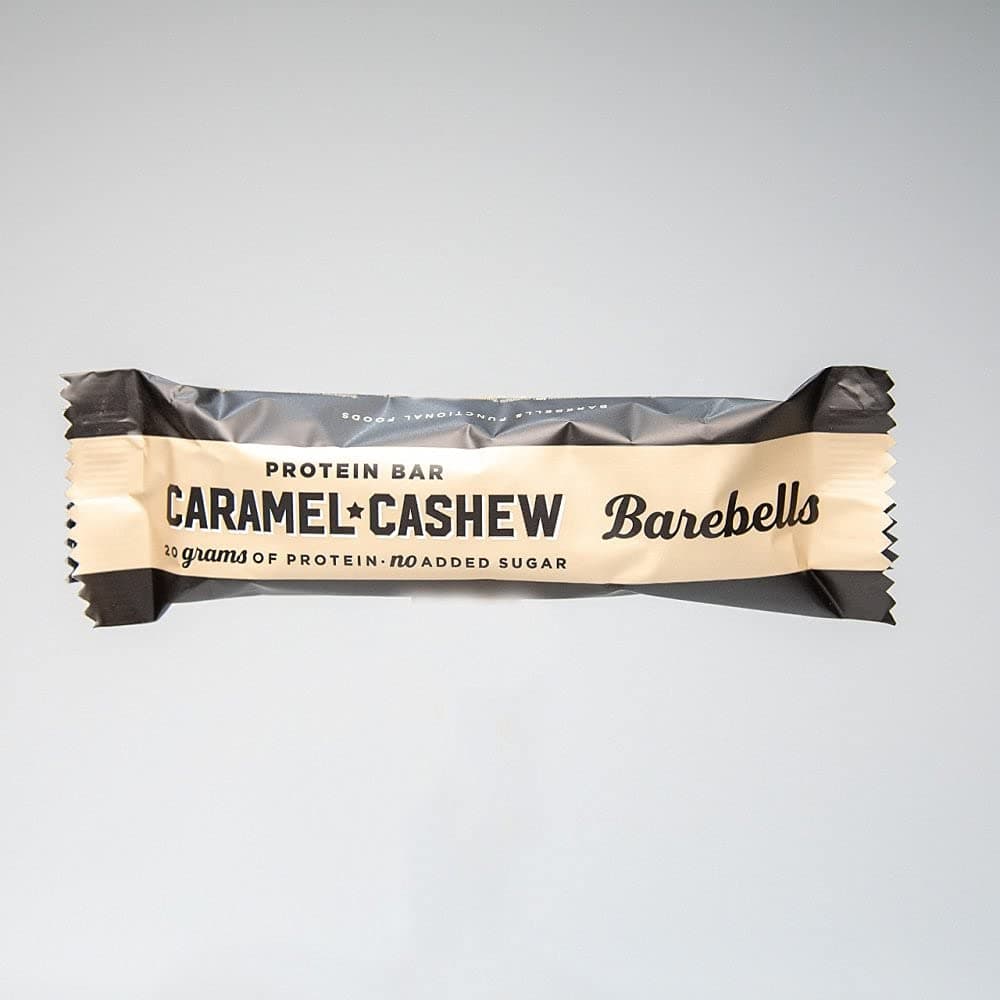 BAREBELLS FUNCTIONAL FOODS
PROTEIN BAR
CARAMEL★CASHEW
Barebells
20 grams OF PROTEIN · no ADDED SUGAR